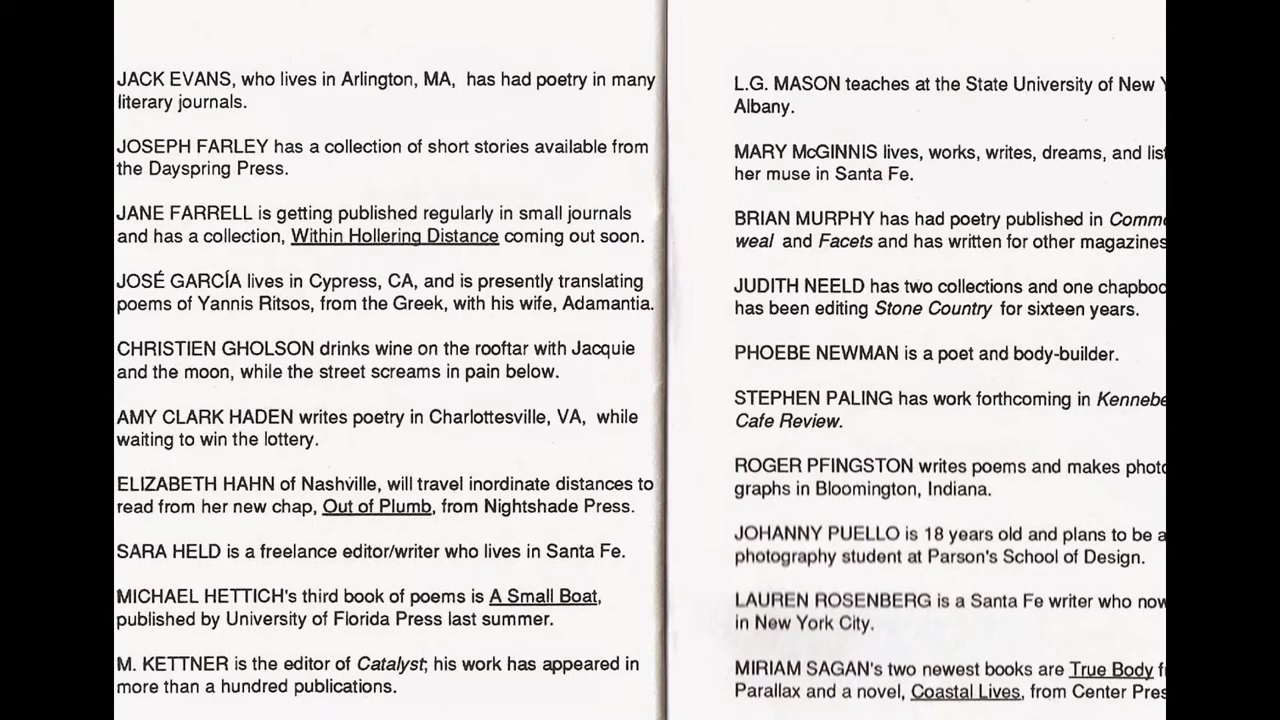 JACK EVANS, who lives in Arlington, MA, has had poetry in many
literary journals.
JOSEPH FARLEY has a collection of short stories available from
the Dayspring Press.
JANE FARRELL is getting published regularly in small journals
and has a collection, Within Hollering Distance coming out soon.
JOSÉ GARCÍA lives in Cypress, CA, and is presently translating
poems of Yannis Ritsos, from the Greek, with his wife, Adamantia.
CHRISTIEN GHOLSON drinks wine on the rooftar with Jacquie
and the moon, while the street screams in pain below.
AMY CLARK HADEN writes poetry in Charlottesville, VA, while
waiting to win the lottery.
ELIZABETH HAHN of Nashville, will travel inordinate distances to
read from her new chap, Out of Plumb, from Nightshade Press.
SARA HELD is a freelance editor/writer who lives in Santa Fe.
MICHAEL HETTICH's third book of poems is A Small Boat,
published by University of Florida Press last summer.
M. KETTNER is the editor of Catalyst; his work has appeared in
more than a hundred publications.
L.G. MASON teaches at the State University of New
Albany.
MARY McGINNIS lives, works, writes, dreams, and
her muse in Santa Fe.
BRIAN MURPHY has had poetry published in
weal and Facets and has written for other magazines
JUDITH NEELD has two collections and one
has been editing Stone Country for sixteen years.
PHOEBE NEWMAN is a poet and body-builder.
STEPHEN PALING has work forthcoming in
Cafe Review.
ROGER PFINGSTON writes poems and makes
graphs in Bloomington, Indiana.
JOHANNY PUELLO is 18 years old and plans to be a
photography student at Parson's School of Design.
LAUREN ROSENBERG is a Santa Fe writer who now
in New York City.
MIRIAM SAGAN's two newest books are True Body
Parallax and a novel, Coastal Lives, from Center